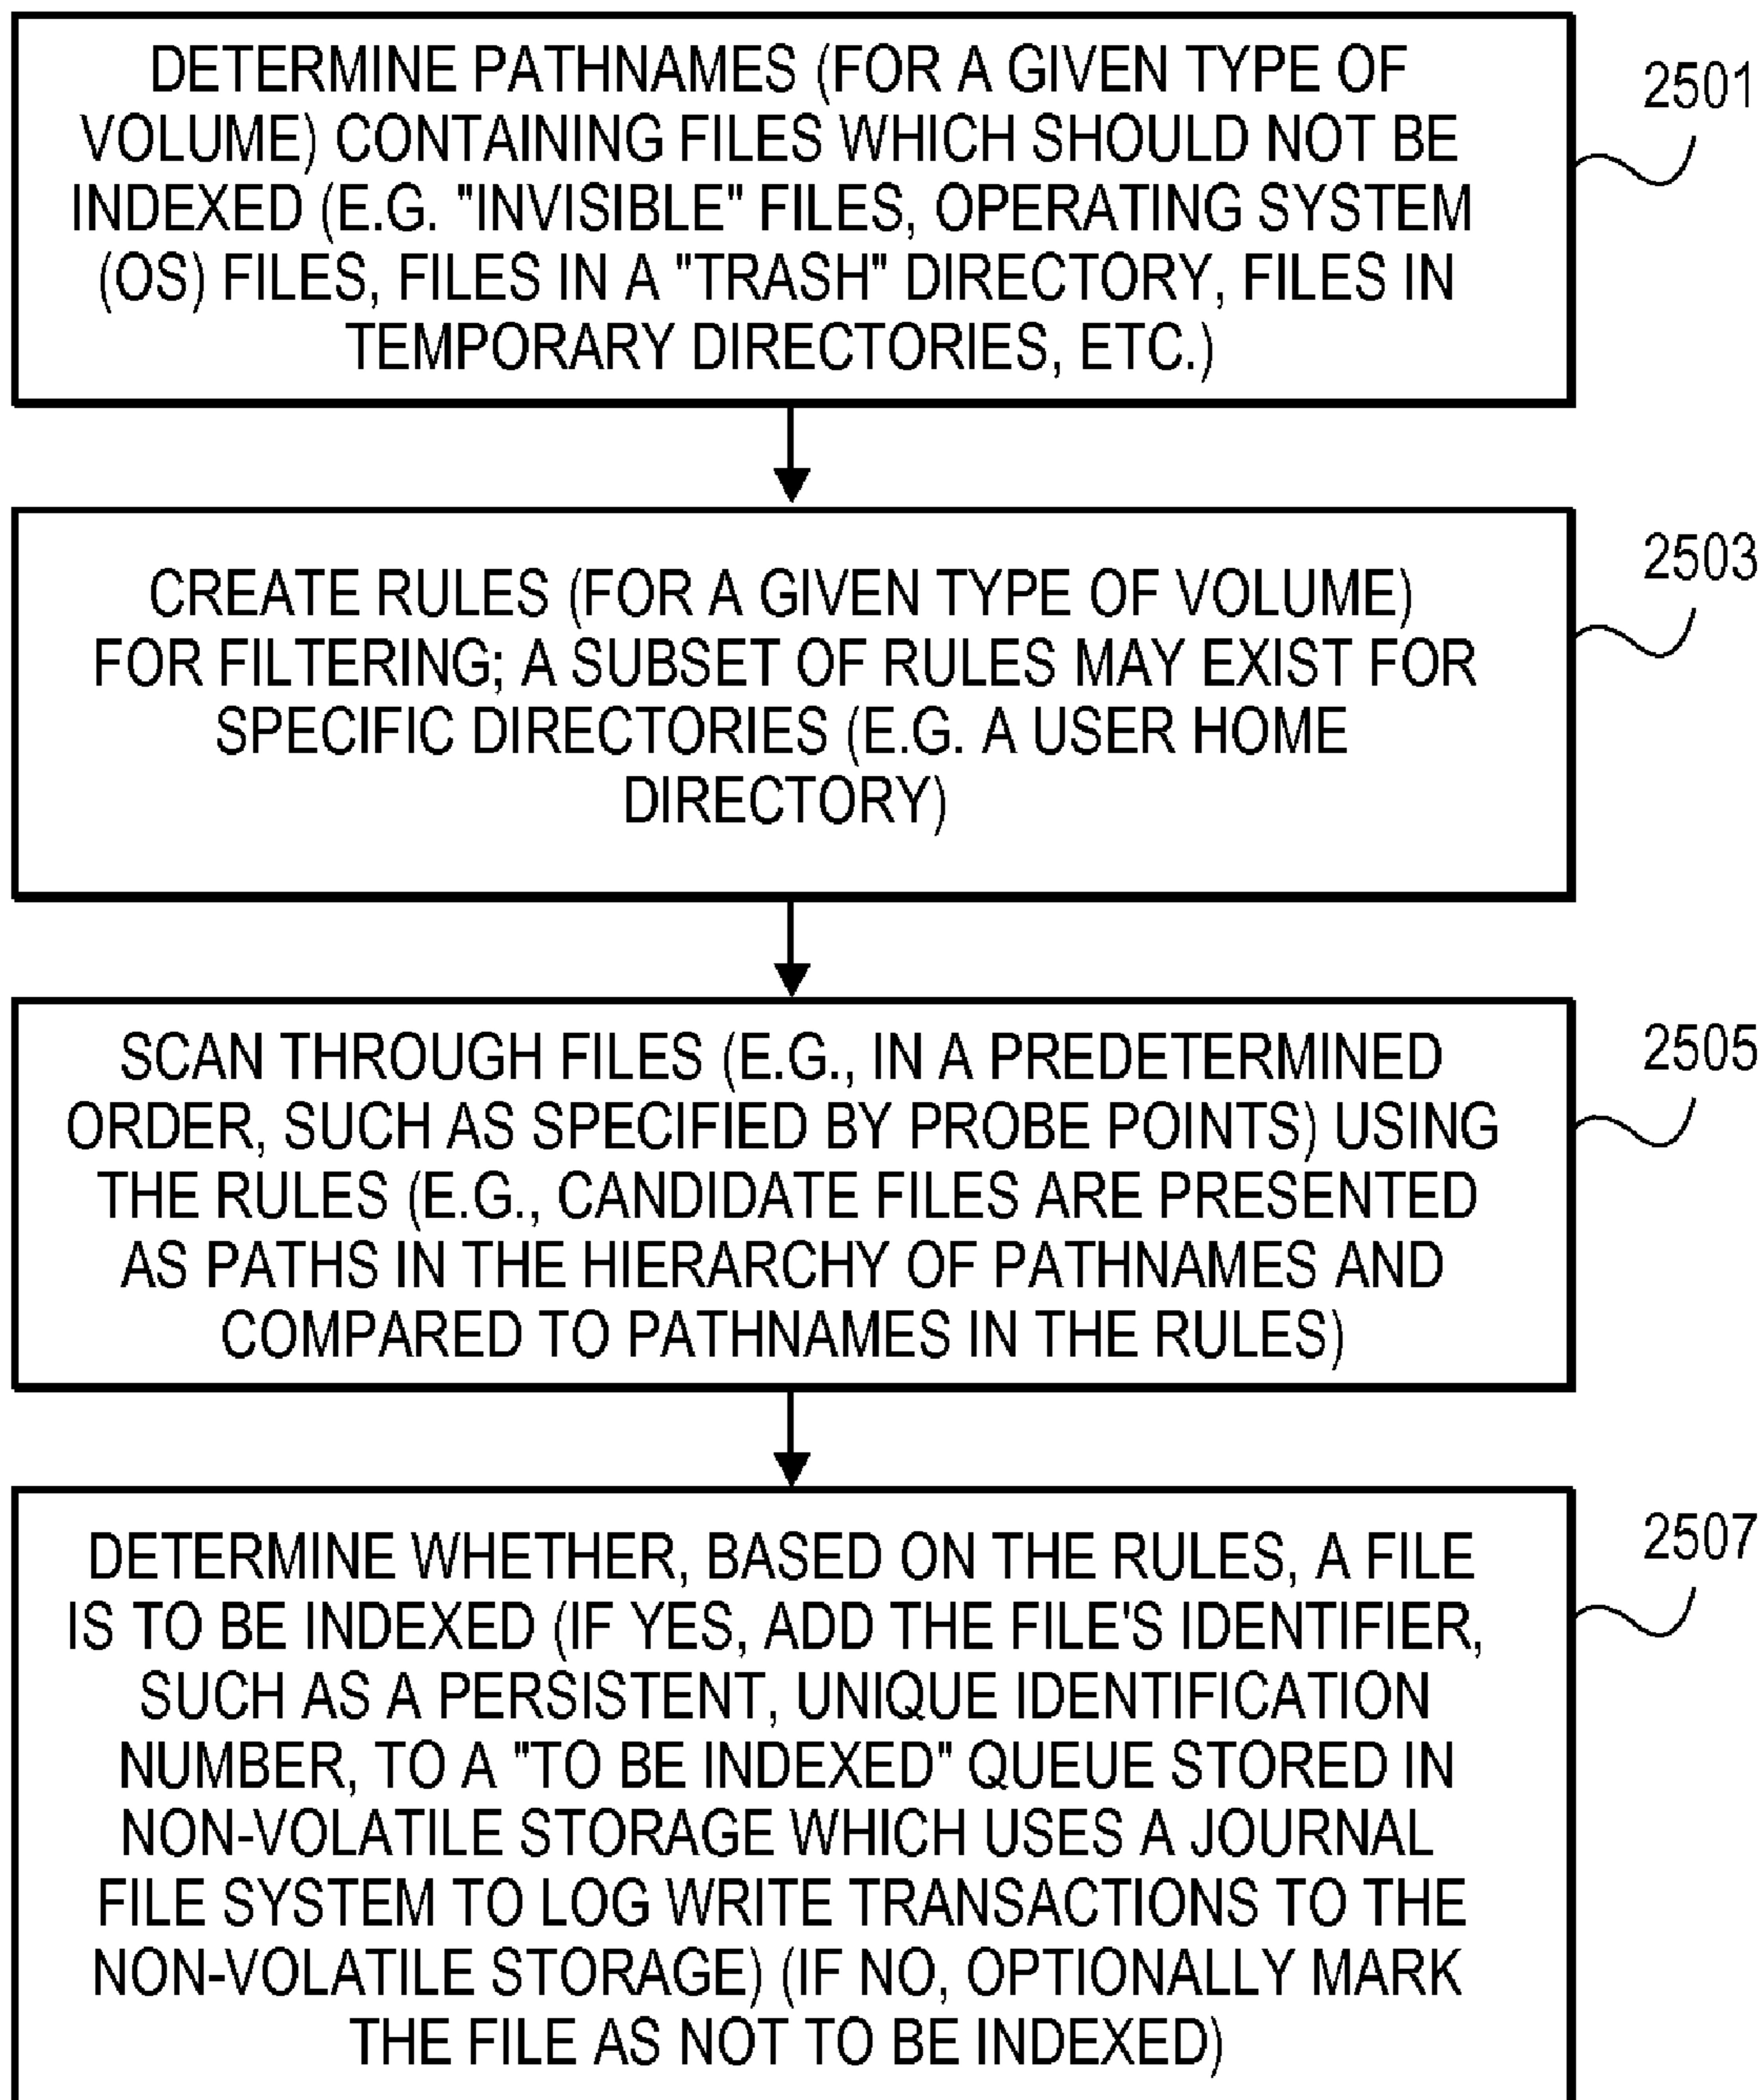 DETERMINE PATHNAMES (FOR A GIVEN TYPE OF
VOLUME) CONTAINING FILES WHICH SHOULD NOT BE
INDEXED (E.G. "INVISIBLE" FILES, OPERATING SYSTEM
(OS) FILES, FILES IN A "TRASH" DIRECTORY, FILES IN
TEMPORARY DIRECTORIES, ETC.)
2501
CREATE RULES (FOR A GIVEN TYPE OF VOLUME)
FOR FILTERING; A SUBSET OF RULES MAY EXIST FOR
SPECIFIC DIRECTORIES (E.G. A USER HOME
DIRECTORY)
2503
SCAN THROUGH FILES (E.G., IN A PREDETERMINED
ORDER, SUCH AS SPECIFIED BY PROBE POINTS) USING
THE RULES (E.G., CANDIDATE FILES ARE PRESENTED
AS PATHS IN THE HIERARCHY OF PATHNAMES AND
COMPARED TO PATHNAMES IN THE RULES)
2505
DETERMINE WHETHER, BASED ON THE RULES, A FILE
IS TO BE INDEXED (IF YES, ADD THE FILE'S IDENTIFIER,
SUCH AS A PERSISTENT, UNIQUE IDENTIFICATION
NUMBER, TO A "TO BE INDEXED" QUEUE STORED IN
NON-VOLATILE STORAGE WHICH USES A JOURNAL
FILE SYSTEM TO LOG WRITE TRANSACTIONS TO THE
NON-VOLATILE STORAGE) (IF NO, OPTIONALLY MARK
THE FILE AS NOT TO BE INDEXED)
2507